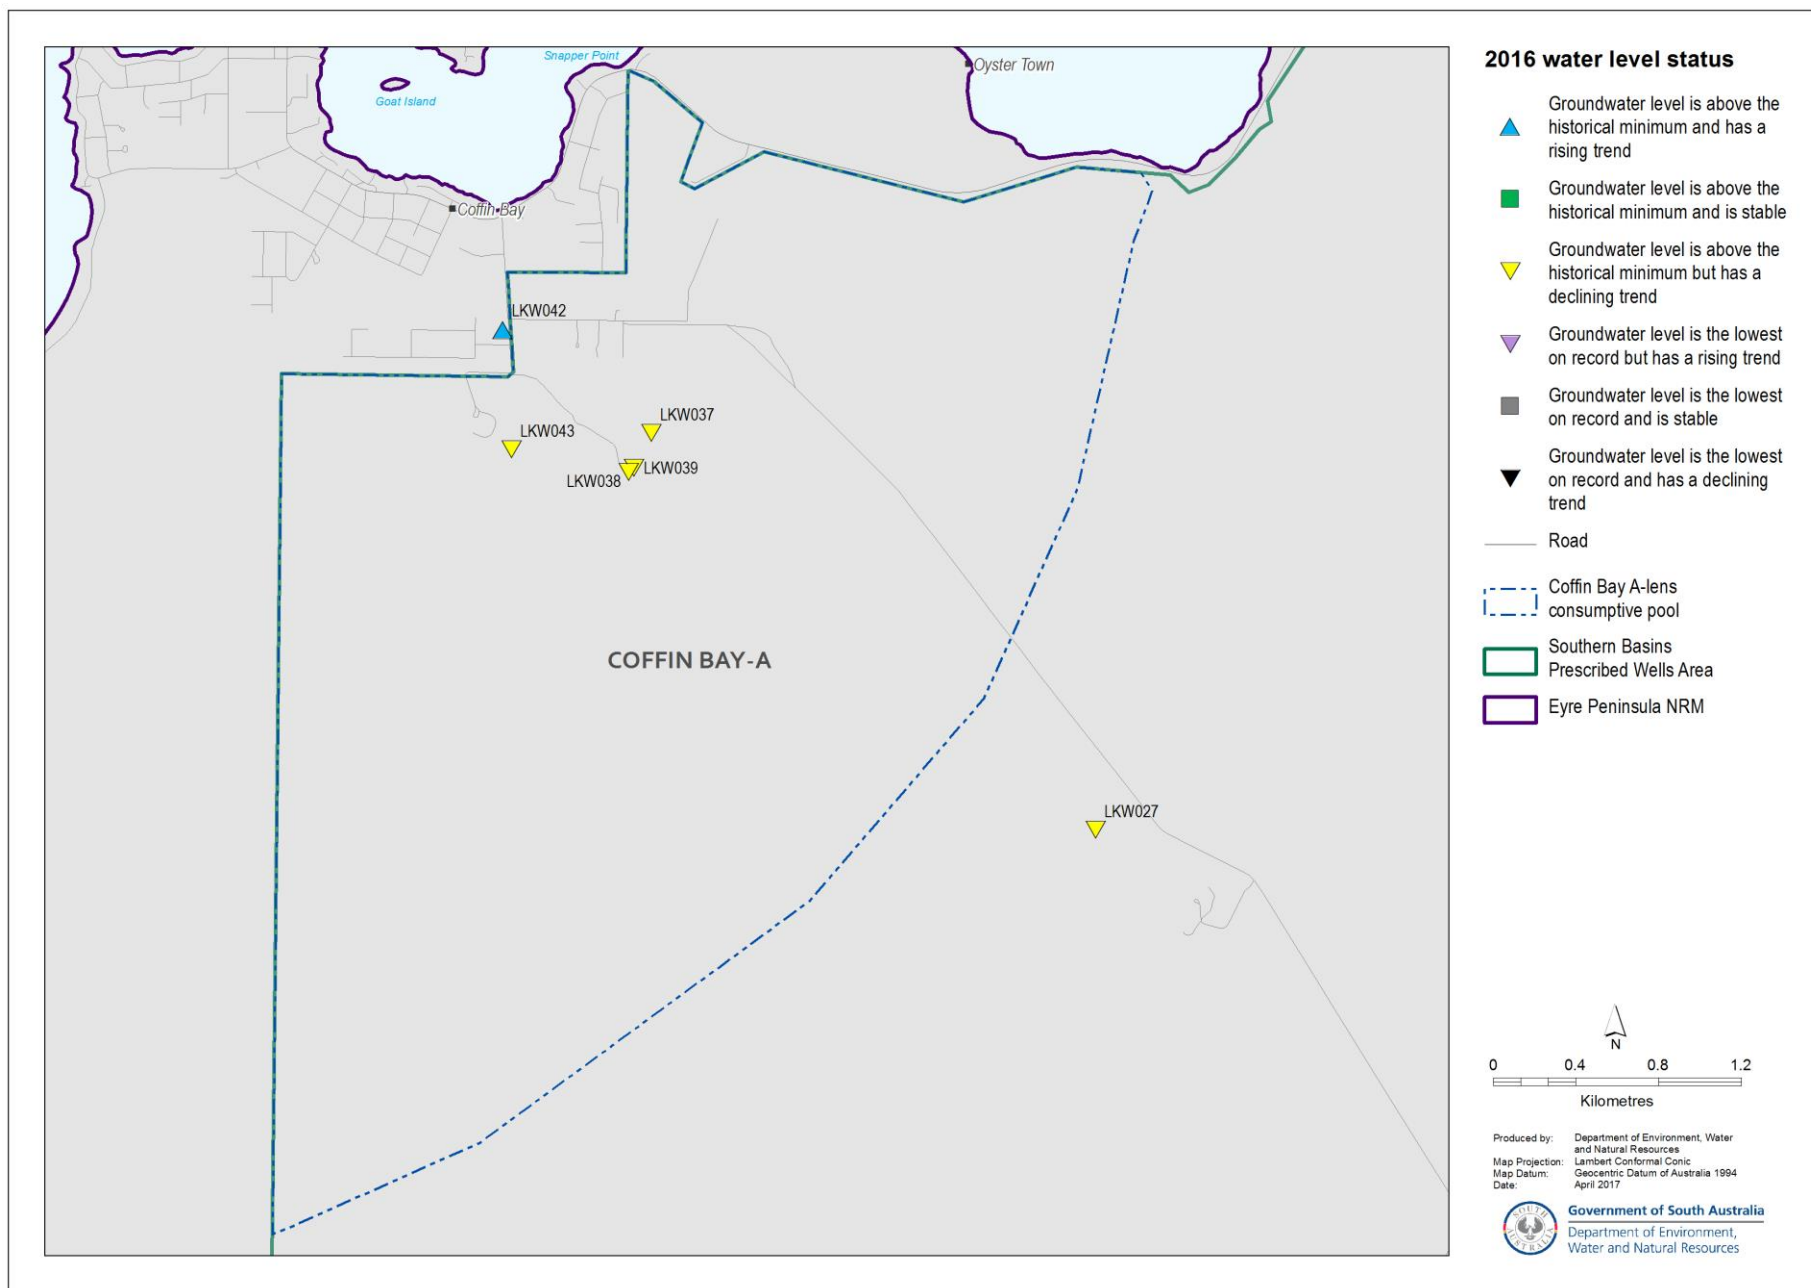 Snapper Point
Oyster Town
Goat Island
Coffin Bay
LKW042
LKW037
LKW043
LKW039
LKW038
COFFIN BAY-A
LKW027
2016 water level status
Groundwater level is above the
historical minimum and has a
rising trend
Groundwater level is above the
historical minimum and is stable
Groundwater level is above the
historical minimum but has a
declining trend
Groundwater level is the lowest
on record but has a rising trend
Groundwater level is the lowest
on record and is stable
Groundwater level is the lowest
on record and has a declining
trend
Road
Coffin Bay A-lens
consumptive pool
Southern Basins
Prescribed Wells Area
Eyre Peninsula NRM
N
0 0.4 0.8 1.2
Kilometres
Produced by: Department of Environment, Water
and Natural Resources
Map Projection: Lambert Conformal Conic
Map Datum: Geocentric Datum of Australia 1994
Date: April 2017
SOUTH AUSTRALIA
Government of South Australia
Department of Environment,
Water and Natural Resources